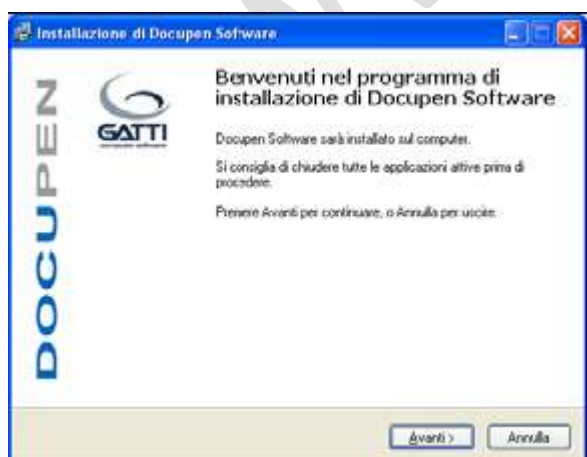 Installazione di Docupen Software
DOCUPEN
GATTI
Benvenuti nel programma di
installazione di Docupen Software
Docupen Software sarà installato sul computer.
Si consiglia di chiudere tutte le applicazioni attive prima di
procedere.
Premere Avanti per continuare, o Annulla per uscire.
Avanti >
Annulla